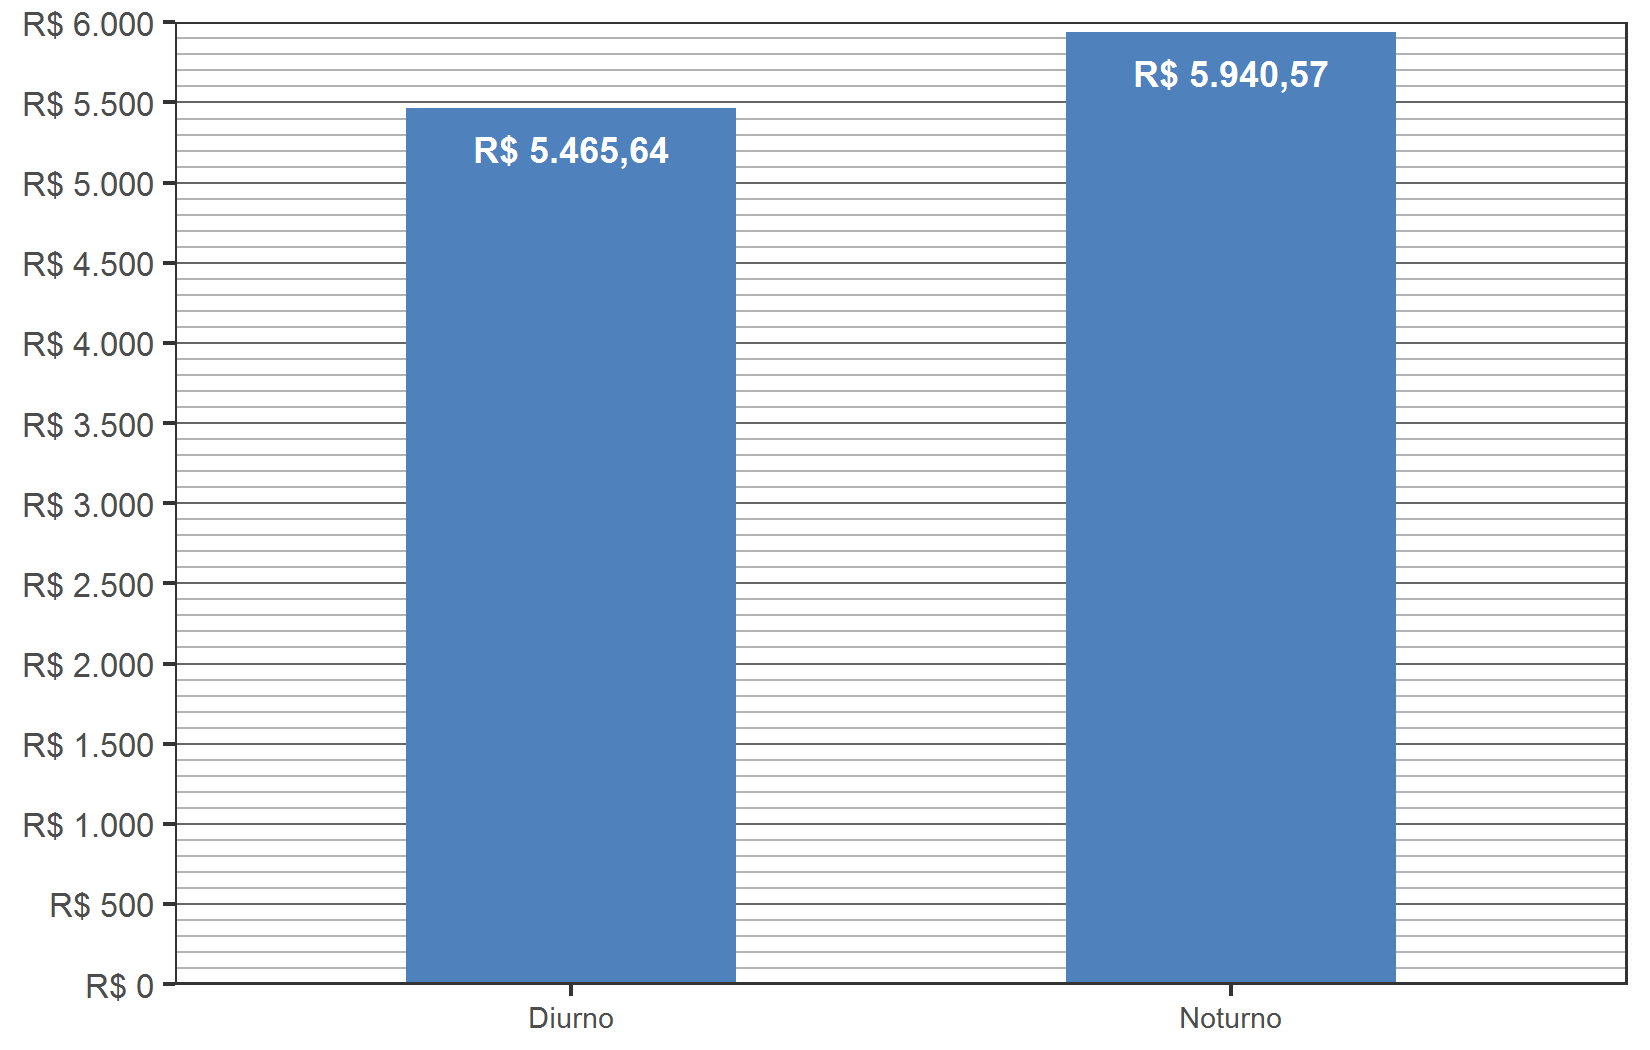 R$ 6.000
R$ 5.500
R$ 5.000
R$ 4.500
R$ 4.000
R$ 3.500
R$ 3.000
R$ 2.500
R$ 2.000
R$ 1.500
R$ 1.000
R$ 500
R$ 0
R$ 5.465,64
R$ 5.940,57
Diurno
Noturno